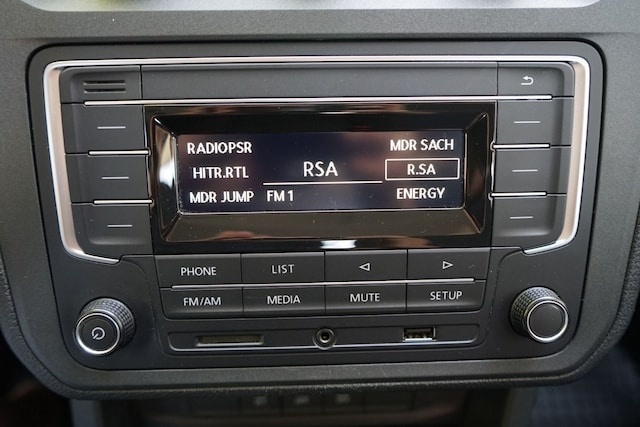 RADIOPSR MDR SACH
HITR.RTL RSA R.SA
MDR JUMP FM 1 ENERGY
PHONE LIST
FM/AM MEDIA MUTE SETUP